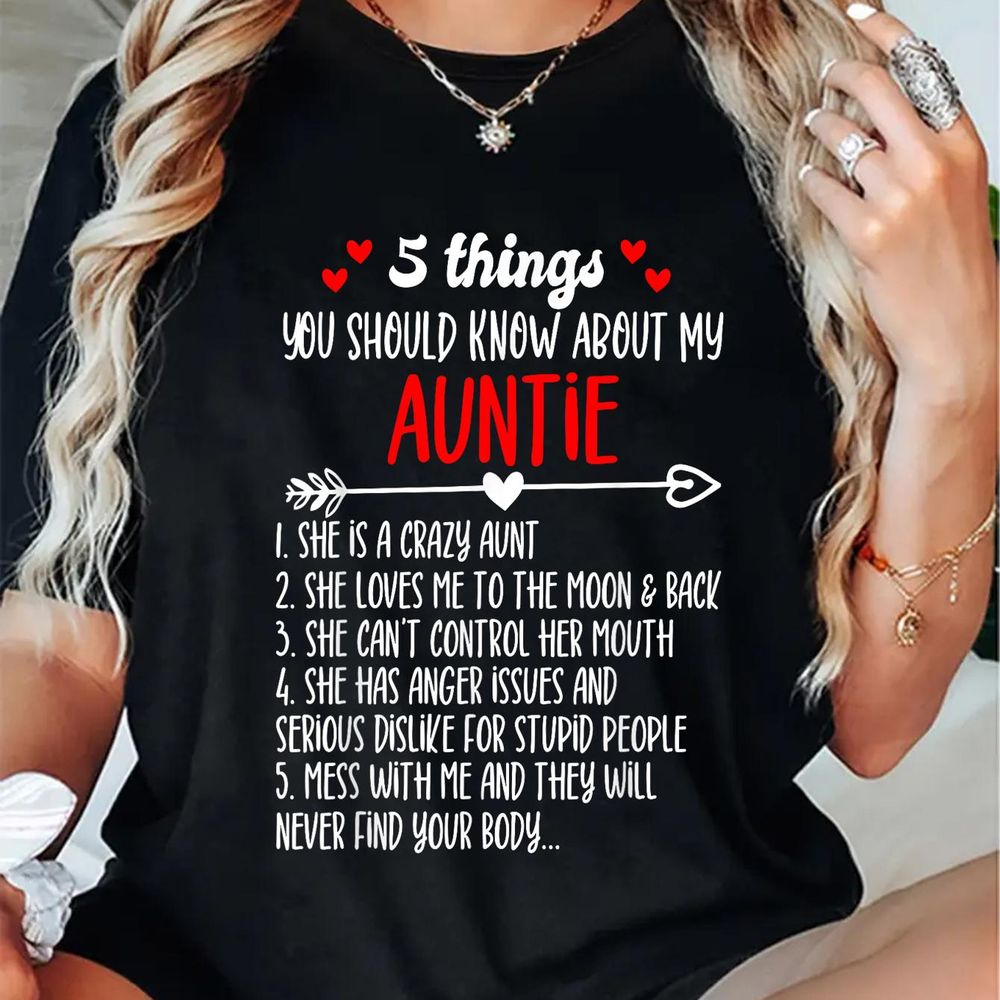 5 things
YOU SHOULD KNOW ABOUT MY
AUNTiE
1. SHE iS A CRAZY AUNT
2. SHE LOVES ME TO THE MOON & BACK
3. SHE CAN'T CONTROL HER MOUTH
4. SHE HAS ANGER iSSUES AND
SERiOUS DiSLiKE FOR STUPiD PEOPLE
5. MESS WiTH ME AND THEY WiLL
NEVER FiND YOUR BODY...